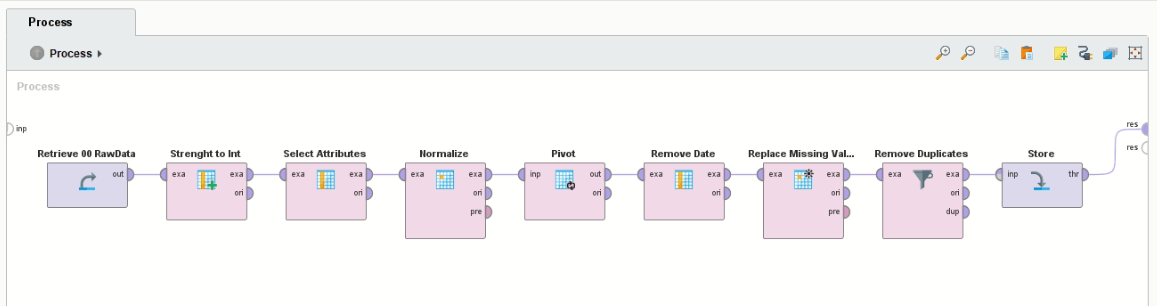 Process
Process
Process
inp
res
res
Retrieve 00 RawData
Strenght to Int
Select Attributes
Normalize
Pivot
Remove Date
Replace Missing Val...
Remove Duplicates
Store
out
exa exa
exa exa
exa exa
inp out
exa exa
exa exa
exa exa
inp thr
ori
ori
ori
ori
ori
ori
ori
pre
pre
dup